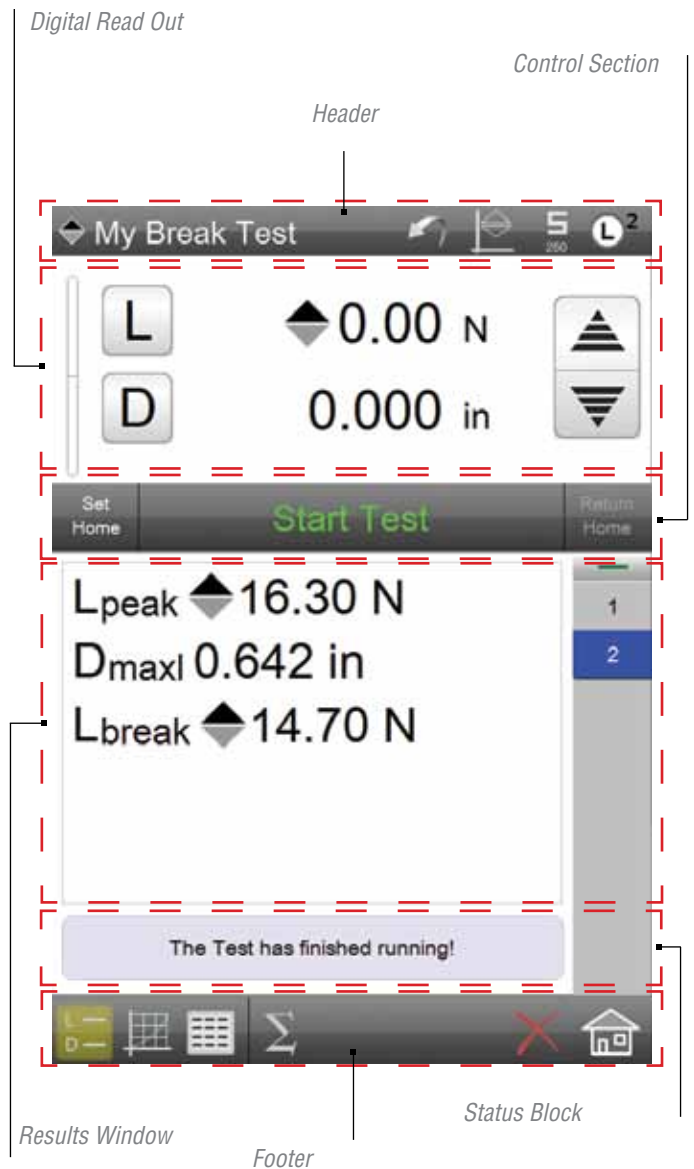 Digital Read Out
Control Section
Header
My Break Test
250
L2
L 0.00 N
D 0.000 in
Set Home
Start Test
Return Home
Lpeak 16.30 N
Dmaxl 0.642 in
Lbreak 14.70 N
1
2
The Test has finished running!
L
D
Σ
Status Block
Results Window
Footer